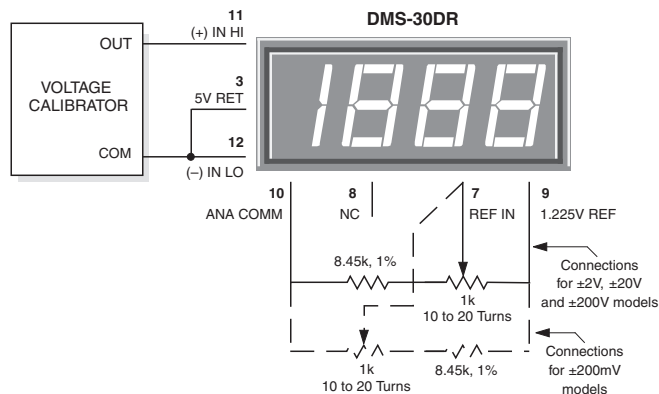 DMS-30DR
11
(+) IN HI
OUT
VOLTAGE
CALIBRATOR
3
5V RET
COM
12
(–) IN LO
1888
10
ANA COMM
8
NC
7
REF IN
9
1.225V REF
8.45k, 1%
1k
10 to 20 Turns
Connections
for ±2V, ±20V
and ±200V models
1k
10 to 20 Turns
8.45k, 1%
Connections
for ±200mV
models